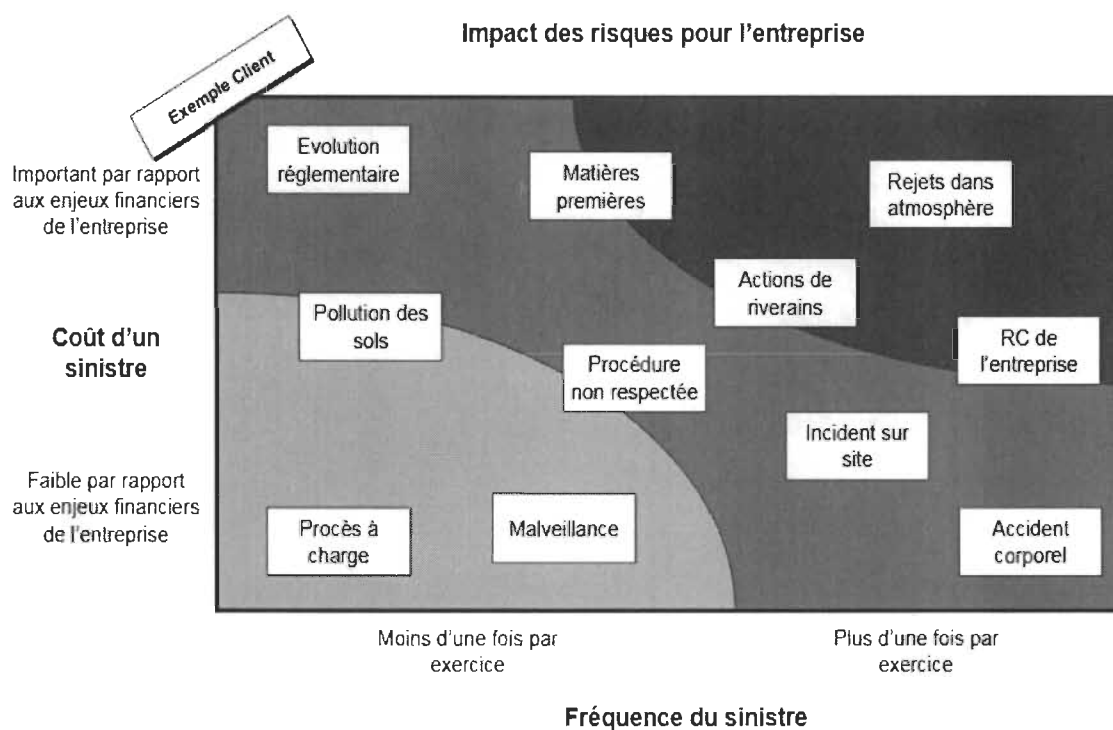 Impact des risques pour l'entreprise
Exemple Client
Important par rapport
aux enjeux financiers
de l'entreprise
Evolution
réglementaire
Matières
premières
Rejets dans
atmosphère
Actions de
riverains
Coût d'un
sinistre
Pollution des
sols
Procédure
non respectée
RC de
l'entreprise
Incident sur
site
Faible par rapport
aux enjeux financiers
de l'entreprise
Procès à
charge
Malveillance
Accident
corporel
Moins d'une fois par
exercice
Plus d'une fois par
exercice
Fréquence du sinistre